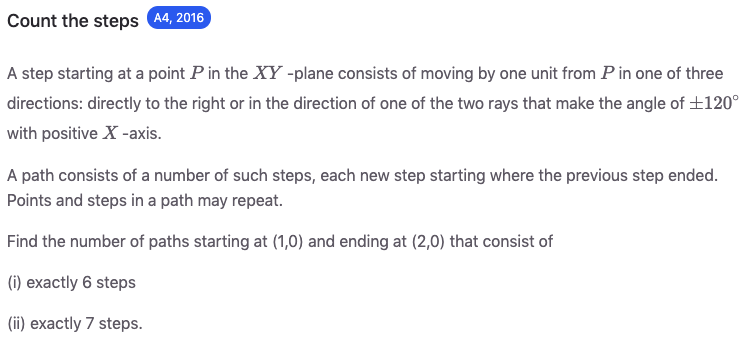 Count the steps A4, 2016
A step starting at a point P in the XY -plane consists of moving by one unit from P in one of three
directions: directly to the right or in the direction of one of the two rays that make the angle of ±120°
with positive X -axis.
A path consists of a number of such steps, each new step starting where the previous step ended.
Points and steps in a path may repeat.
Find the number of paths starting at (1,0) and ending at (2,0) that consist of
(i) exactly 6 steps
(ii) exactly 7 steps.